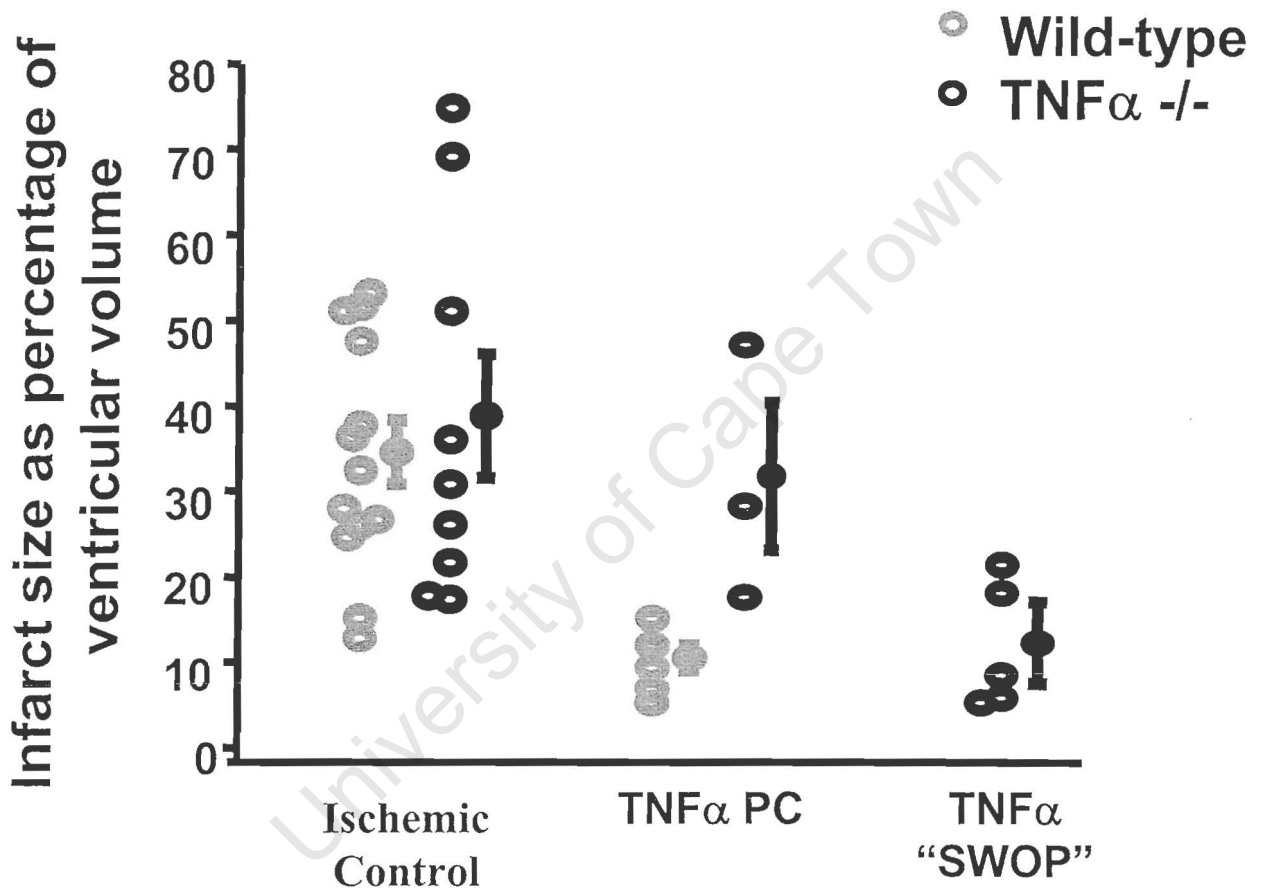 Wild-type
TNFα -/-
Infarct size as percentage of
ventricular volume
80
70
60
50
40
30
20
10
0
Ischemic
Control
TNFα PC
TNFα
“SWOP”
University of Cape Town